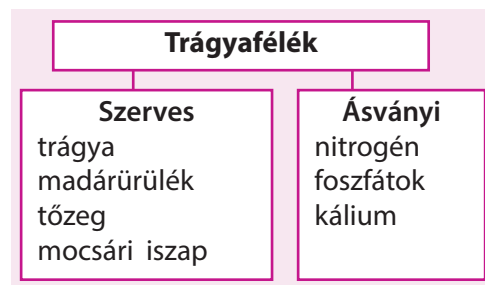 Trágyafélék
Szerves
trágya
madárürülék
tőzeg
mocsári iszap
Ásványi
nitrogén
foszfátok
kálium